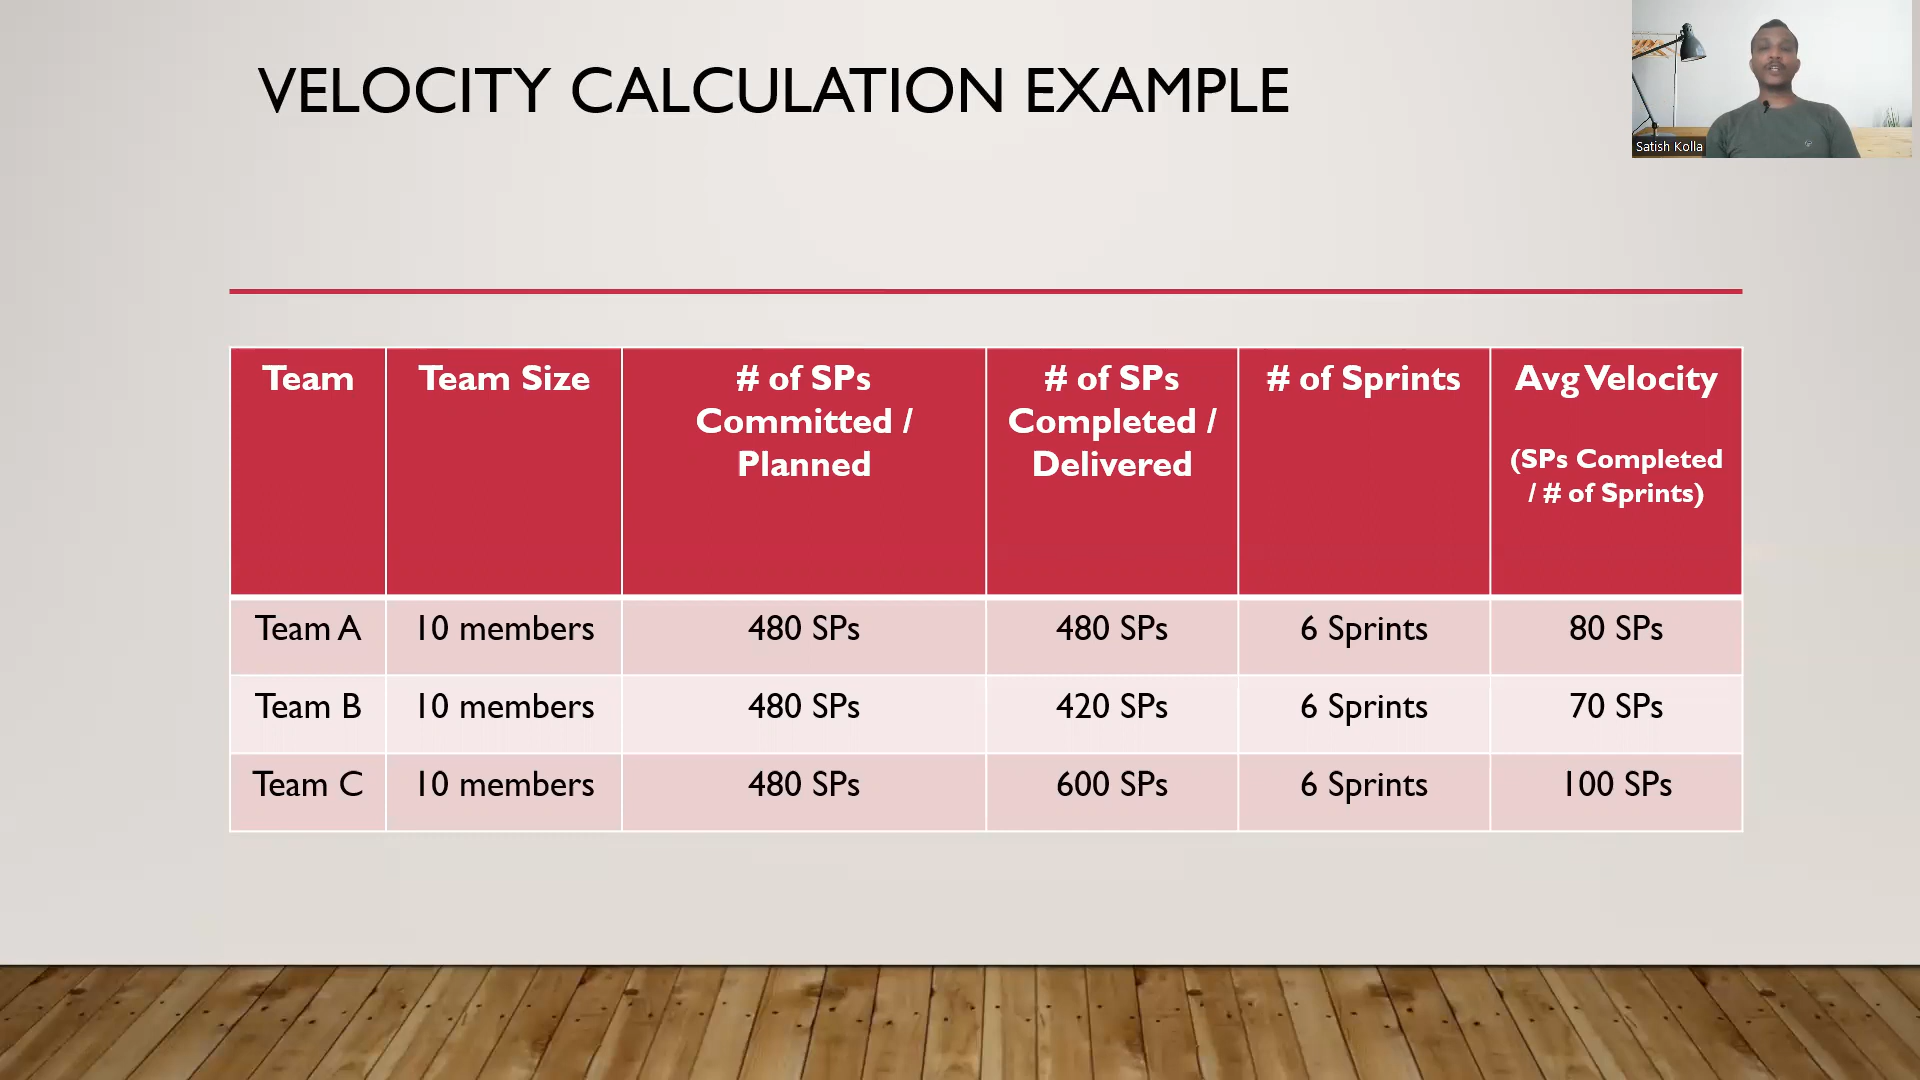 VELOCITY CALCULATION EXAMPLE
Satish Kolla
Team
Team Size
# of SPs
Committed /
Planned
# of SPs
Completed /
Delivered
# of Sprints
Avg Velocity
(SPs Completed
/ # of Sprints)
Team A 10 members 480 SPs 480 SPs 6 Sprints 80 SPs
Team B 10 members 480 SPs 420 SPs 6 Sprints 70 SPs
Team C 10 members 480 SPs 600 SPs 6 Sprints 100 SPs